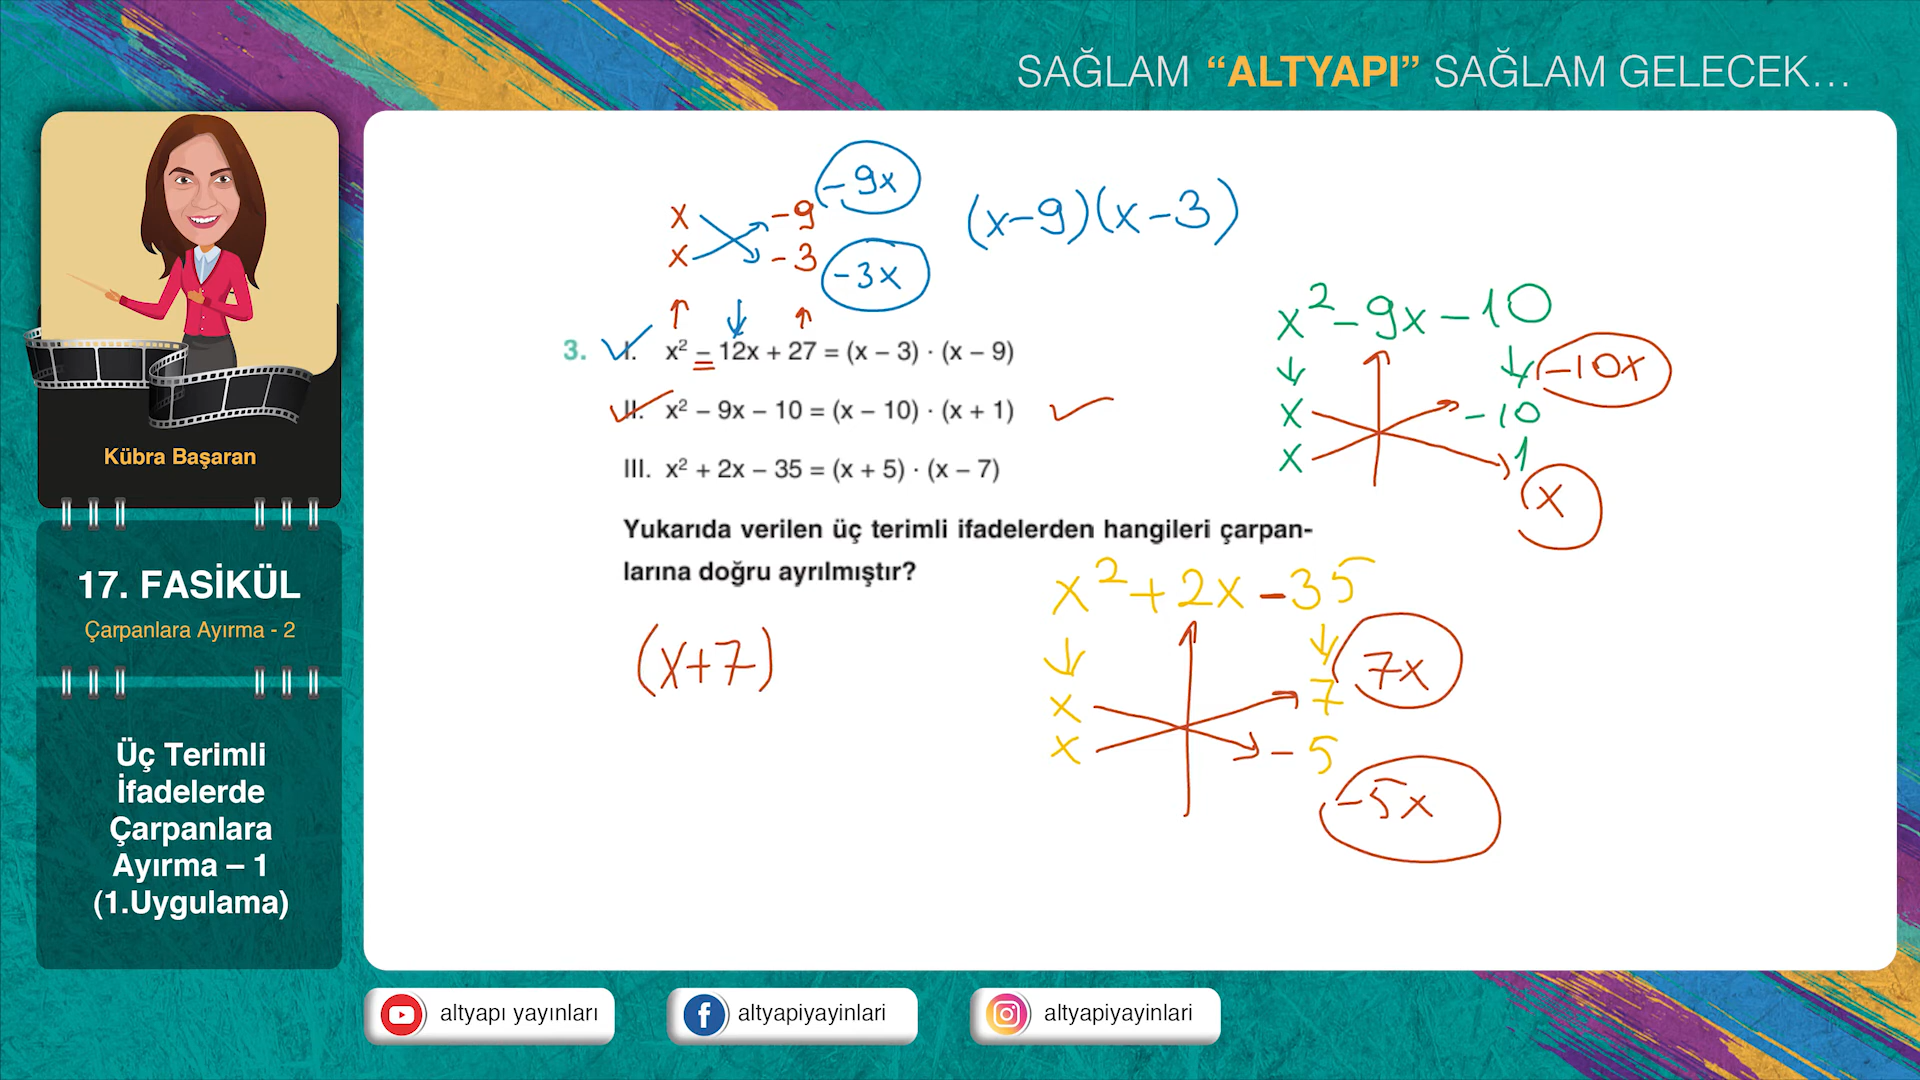 SAĞLAM “ALTYAPI” SAĞLAM GELECEK...
Kübra Başaran
17. FASİKÜL
Çarpanlara Ayırma - 2
Üç Terimli
İfadelerde
Çarpanlara
Ayırma – 1
(1.Uygulama)
x -9 -9x
x -3 -3x
(x-9)(x-3)
3. I. x² – 12x + 27 = (x – 3) · (x – 9)
II. x² – 9x – 10 = (x – 10) · (x + 1)
III. x² + 2x – 35 = (x + 5) · (x – 7)
Yukarıda verilen üç terimli ifadelerden hangileri çarpan-
larına doğru ayrılmıştır?
x²-9x-10
-10x
x -10
x 1
x
(x+7)
x²+2x-35
7x
x 7
x -5
-5x
altyapı yayınları
altyapiyayinlari
altyapiyayinlari